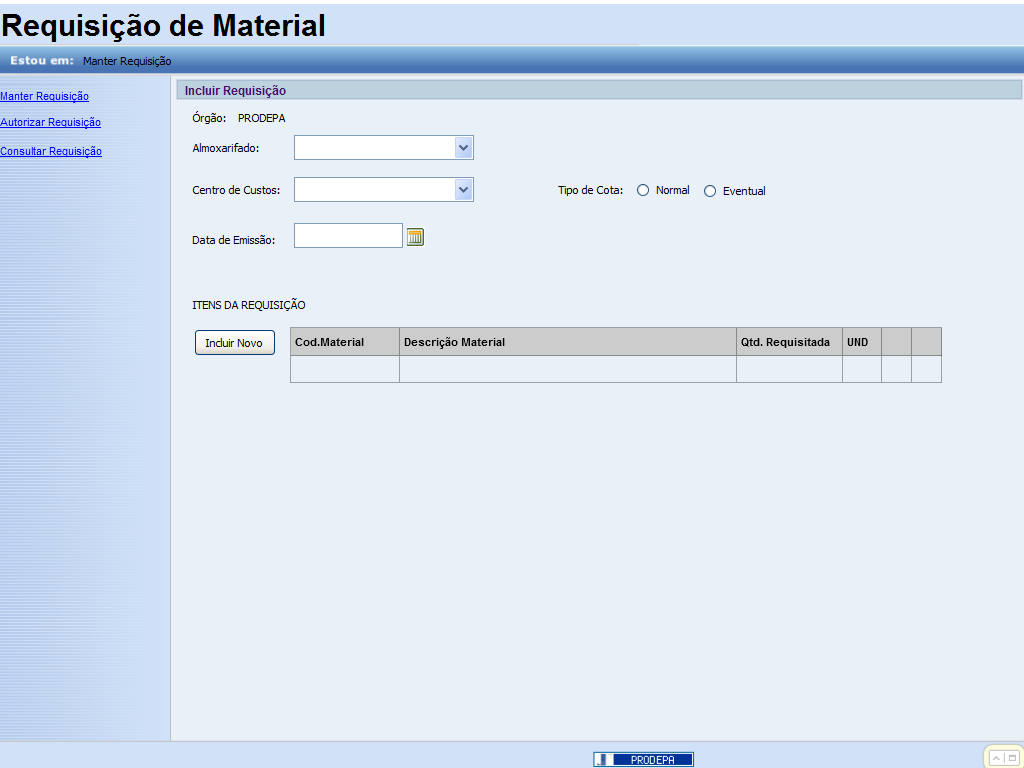 Requisição de Material
Estou em: Manter Requisição
Manter Requisição
Autorizar Requisição
Consultar Requisição
Incluir Requisição
Órgão: PRODEPA
Almoxarifado:
Centro de Custos:
Tipo de Cota: Normal Eventual
Data de Emissão:
ITENS DA REQUISIÇÃO
Incluir Novo
Cod.Material Descrição Material Qtd. Requisitada UND
PRODEPA